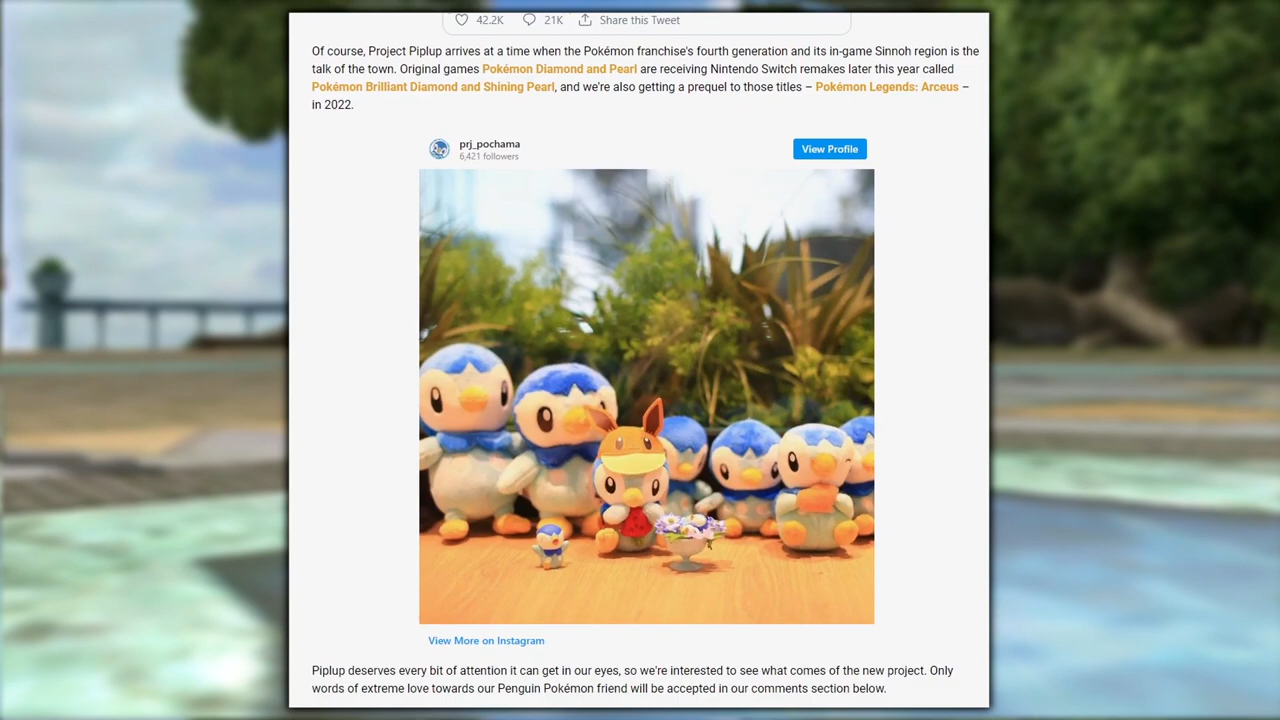 42.2K 21K Share this Tweet
Of course, Project Piplup arrives at a time when the Pokémon franchise's fourth generation and its in-game Sinnoh region is the
talk of the town. Original games Pokémon Diamond and Pearl are receiving Nintendo Switch remakes later this year called
Pokémon Brilliant Diamond and Shining Pearl, and we're also getting a prequel to those titles – Pokémon Legends: Arceus –
in 2022.
prj_pochama
6,421 followers
View Profile
View More on Instagram
Piplup deserves every bit of attention it can get in our eyes, so we're interested to see what comes of the new project. Only
words of extreme love towards our Penguin Pokémon friend will be accepted in our comments section below.